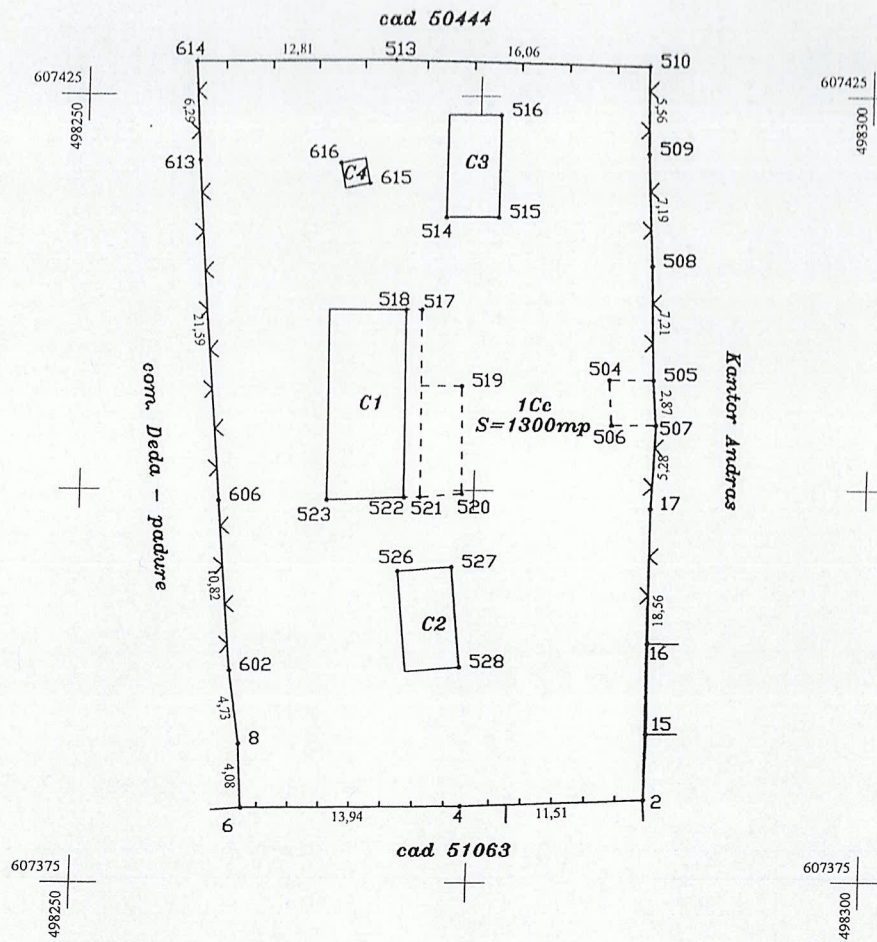 cad 50444
614 12,81 513 16,06 510
607425 607425
498250 498300
6,29 5,56
516
509
613
616 C4 615
C3
7,19
514 515
508
518 517
7,21
21,59
504 505
519
com. Deda - padure
Kantor Andras
C1
1Cc
S=1300mp
2,87
506 507
5,28
606
523 522 521 520
17
526 527
10,82
18,56
C2
16
602 528
4,73
8
15
4,08
6 13,94 4 11,51 2
cad 51063
607375 607375
498250 498300